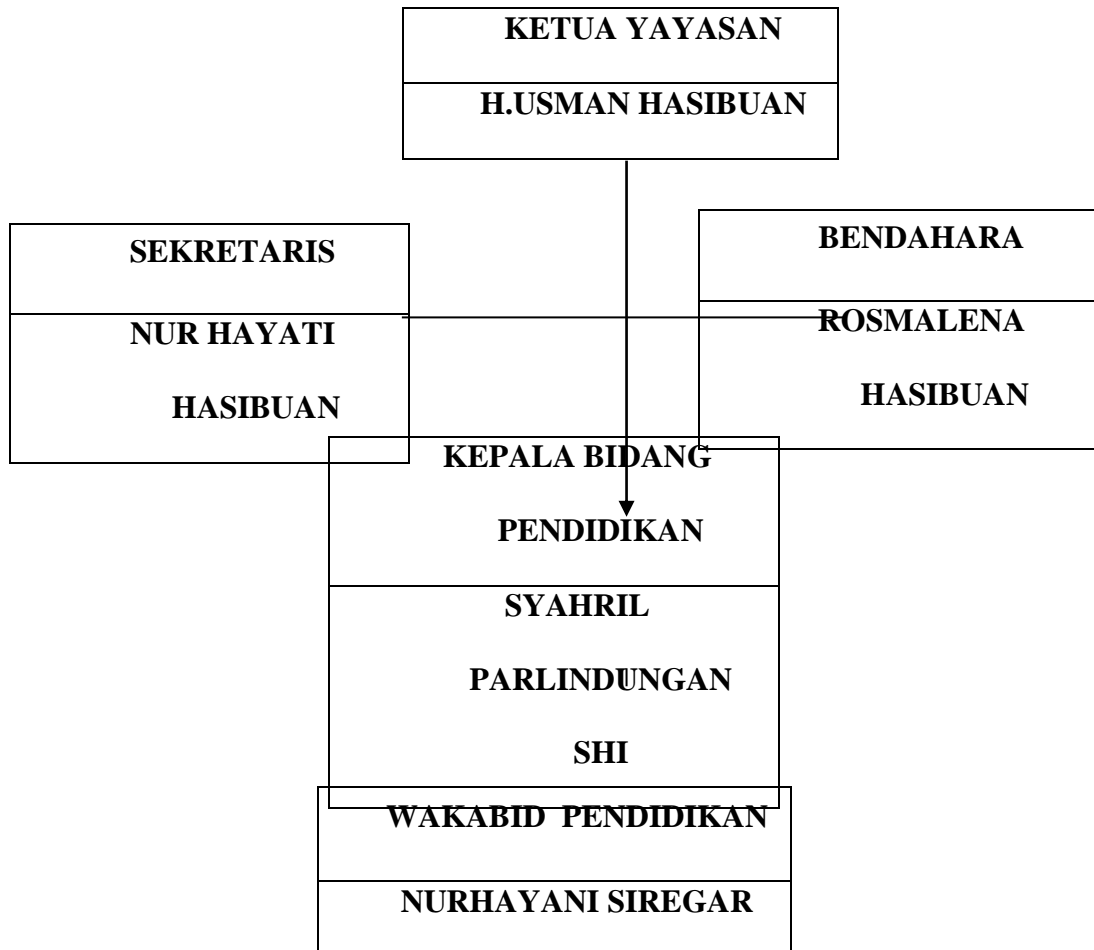 KETUA YAYASAN
H.USMAN HASIBUAN
SEKRETARIS
NUR HAYATI
HASIBUAN
BENDAHARA
ROSMALENA
HASIBUAN
KEPALA BIDANG
PENDIDIKAN
SYAHRIL
PARLINDUNGAN
SHI
WAKABID PENDIDIKAN
NURHAYANI SIREGAR